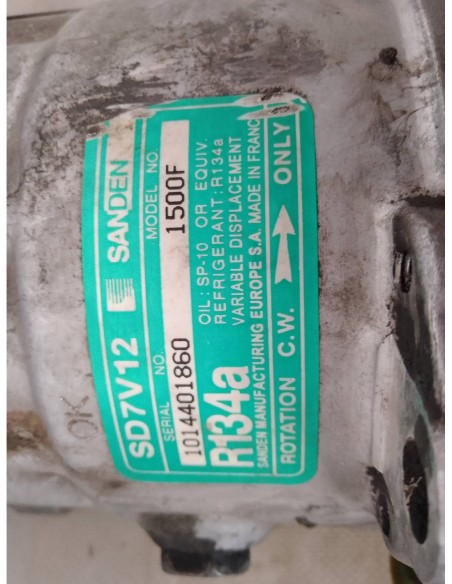 SD7V12 SANDEN
SERIAL NO. MODEL NO.
1014401860 1500F
OIL: SP-10 OR EQUIV.
REFRIGERANT: R134a
VARIABLE DISPLACEMENT
R134a
SANDEN MANUFACTURING EUROPE S.A. MADE IN FRANC
ROTATION C.W. ONLY
OK